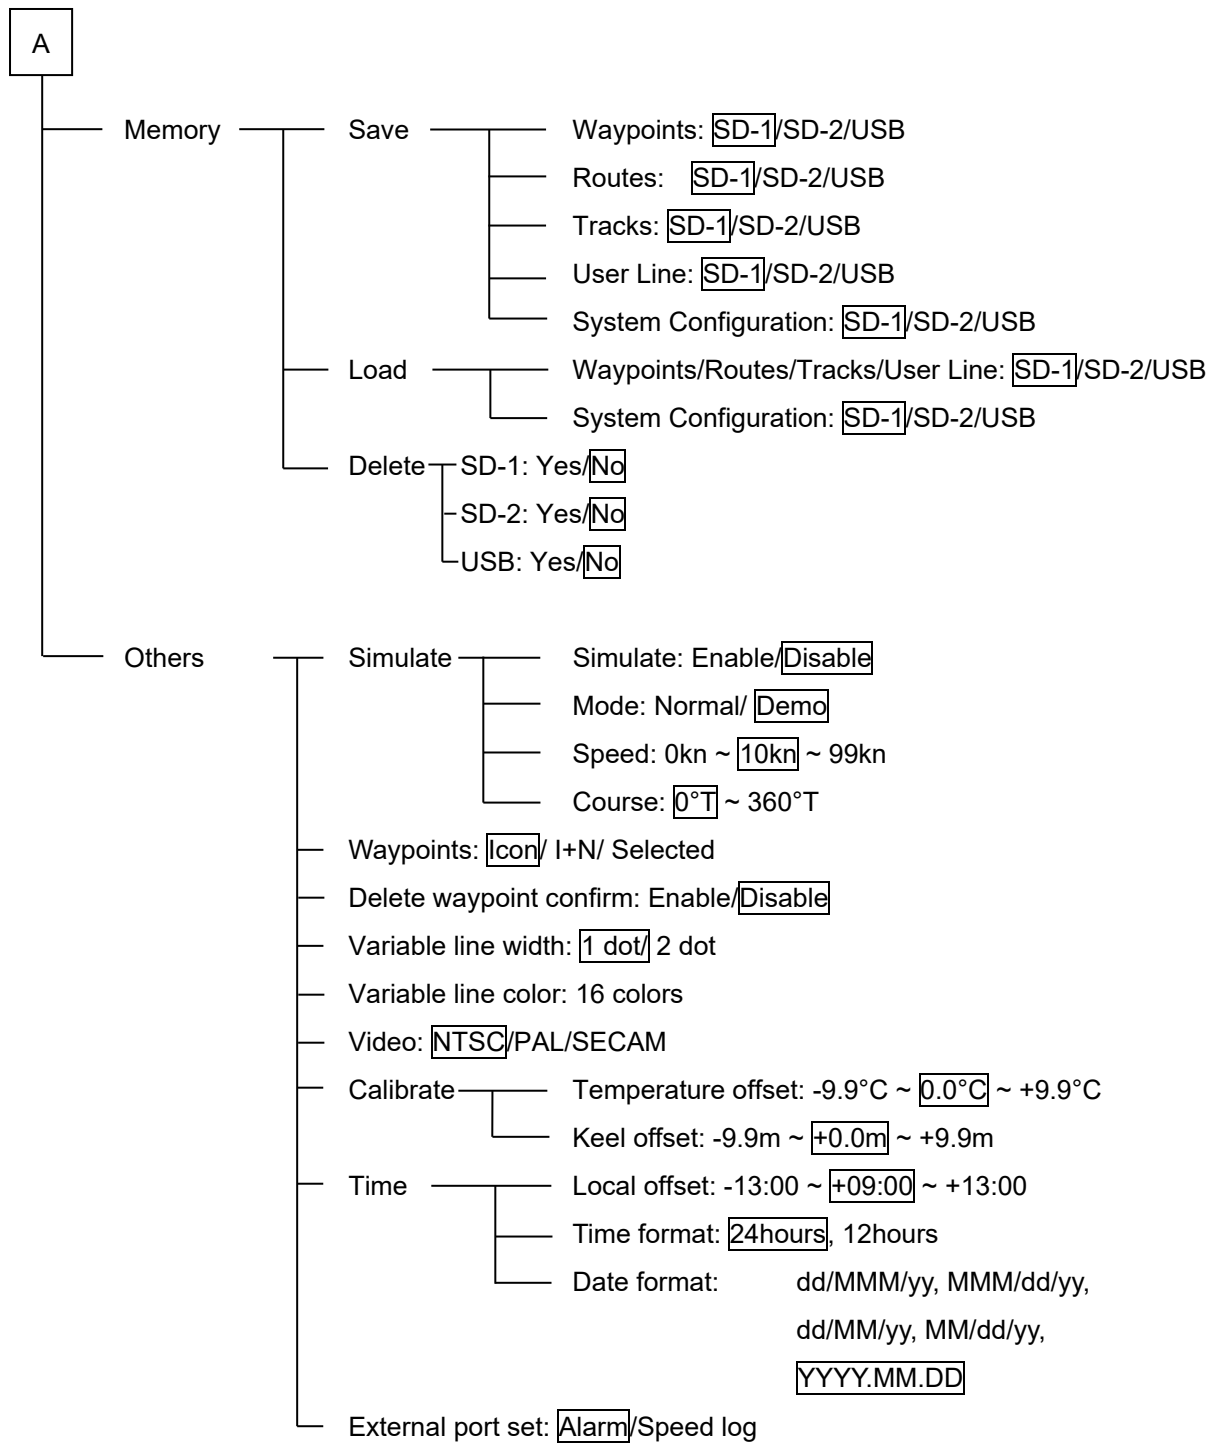 A
Memory Save Waypoints: SD-1/SD-2/USB
Routes: SD-1/SD-2/USB
Tracks: SD-1/SD-2/USB
User Line: SD-1/SD-2/USB
System Configuration: SD-1/SD-2/USB
Load Waypoints/Routes/Tracks/User Line: SD-1/SD-2/USB
System Configuration: SD-1/SD-2/USB
Delete SD-1: Yes/No
SD-2: Yes/No
USB: Yes/No
Others Simulate Simulate: Enable/Disable
Mode: Normal/ Demo
Speed: 0kn ~ 10kn ~ 99kn
Course: 0°T ~ 360°T
Waypoints: Icon/ I+N/ Selected
Delete waypoint confirm: Enable/Disable
Variable line width: 1 dot/ 2 dot
Variable line color: 16 colors
Video: NTSC/PAL/SECAM
Calibrate Temperature offset: -9.9°C ~ 0.0°C ~ +9.9°C
Keel offset: -9.9m ~ +0.0m ~ +9.9m
Time Local offset: -13:00 ~ +09:00 ~ +13:00
Time format: 24hours, 12hours
Date format: dd/MMM/yy, MMM/dd/yy,
dd/MM/yy, MM/dd/yy,
YYYY.MM.DD
External port set: Alarm/Speed log